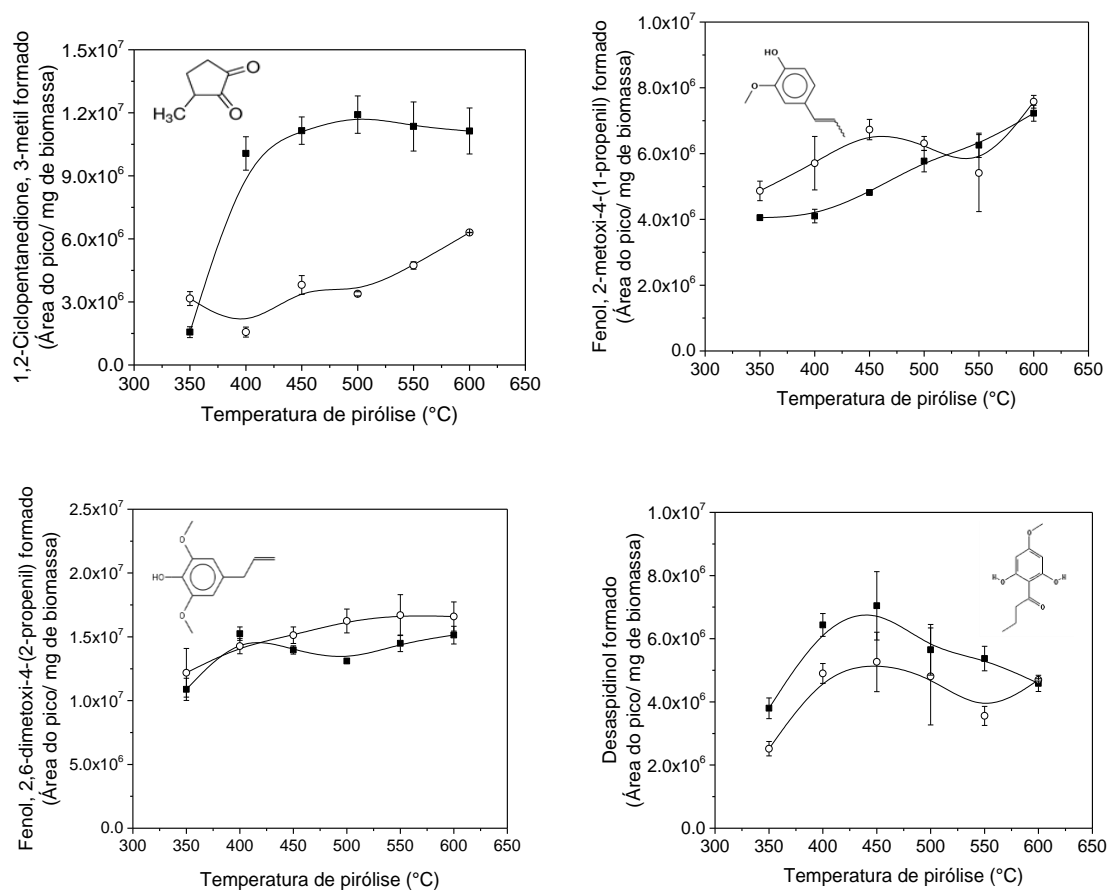 1,2-Ciclopentanedione, 3-metil formado
(Área do pico/ mg de biomassa)
1.5x10⁷
1.2x10⁷
9.0x10⁶
6.0x10⁶
3.0x10⁶
0.0
O
O
H₃C
300 350 400 450 500 550 600 650
Temperatura de pirólise (°C)
Fenol, 2-metoxi-4-(1-propenil) formado
(Área do pico/ mg de biomassa)
1.0x10⁷
8.0x10⁶
6.0x10⁶
4.0x10⁶
2.0x10⁶
0.0
HO
O
300 350 400 450 500 550 600 650
Temperatura de pirólise (°C)
Fenol, 2,6-dimetoxi-4-(2-propenil) formado
(Área do pico/ mg de biomassa)
2.5x10⁷
2.0x10⁷
1.5x10⁷
1.0x10⁷
5.0x10⁶
0.0
O
HO
O
300 350 400 450 500 550 600 650
Temperatura de pirólise (°C)
Desaspidinol formado
(Área do pico/ mg de biomassa)
1.0x10⁷
8.0x10⁶
6.0x10⁶
4.0x10⁶
2.0x10⁶
0.0
O
H O O H
O
300 350 400 450 500 550 600 650
Temperatura de pirólise (°C)